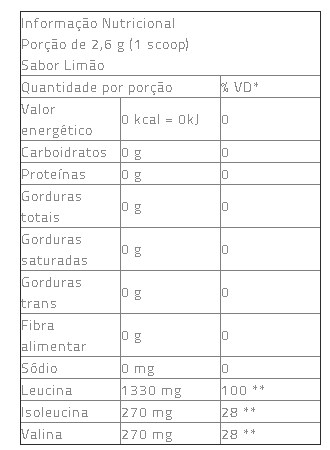 Informação Nutricional
Porção de 2,6 g (1 scoop)
Sabor Limão
Quantidade por porção % VD*
Valor
energético 0 kcal = 0kJ 0
Carboidratos 0 g 0
Proteínas 0 g 0
Gorduras
totais 0 g 0
Gorduras
saturadas 0 g 0
Gorduras
trans 0 g 0
Fibra
alimentar 0 g 0
Sódio 0 mg 0
Leucina 1330 mg 100 **
Isoleucina 270 mg 28 **
Valina 270 mg 28 **